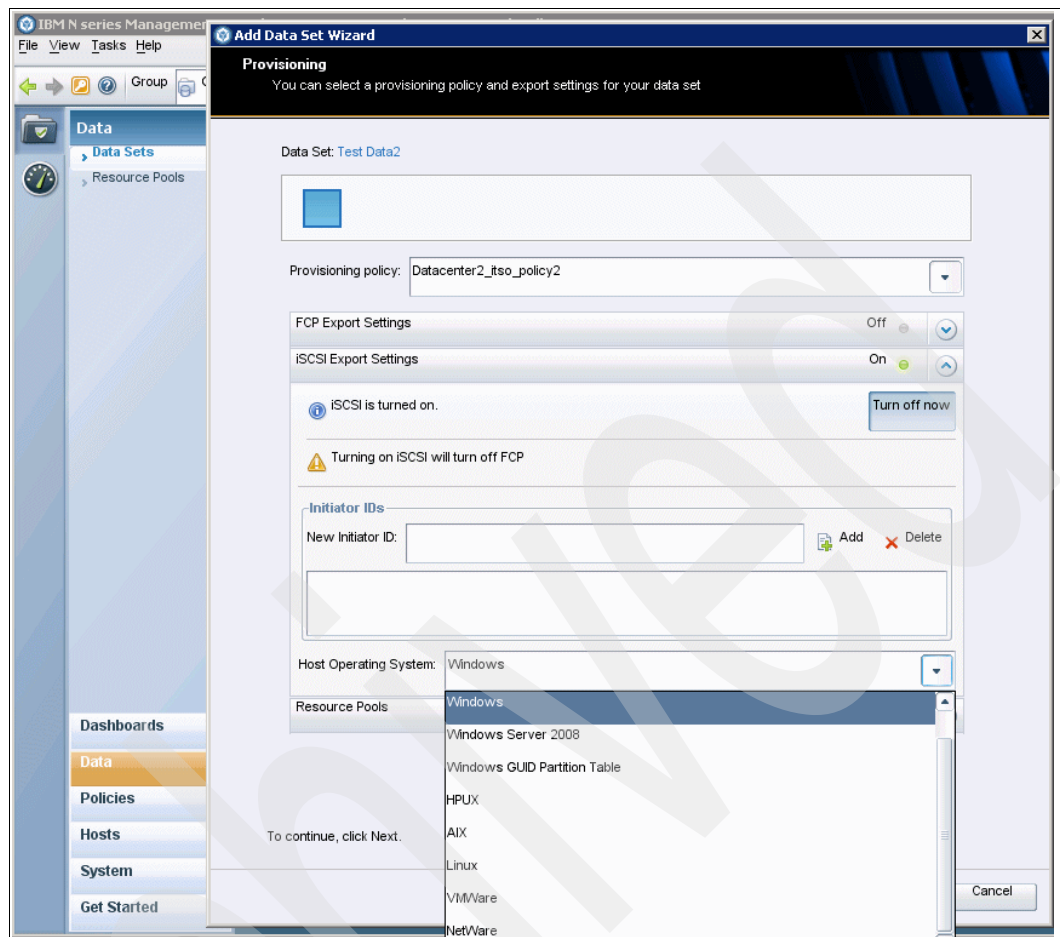 IBM N series Manageme
Add Data Set Wizard
File View Tasks Help
Provisioning
You can select a provisioning policy and export settings for your data set
Group
Data
Data Sets
Resource Pools
Data Set: Test Data2
Provisioning policy: Datacenter2_itso_policy2
FCP Export Settings Off
iSCSI Export Settings On
iSCSI is turned on. Turn off now
Turning on iSCSI will turn off FCP
Initiator IDs
New Initiator ID: Add Delete
Host Operating System: Windows
Resource Pools
Windows
Windows Server 2008
Windows GUID Partition Table
HPUX
AIX
Linux
VMWare
NetWare
Dashboards
Data
Policies
Hosts
System
Get Started
To continue, click Next.
Cancel